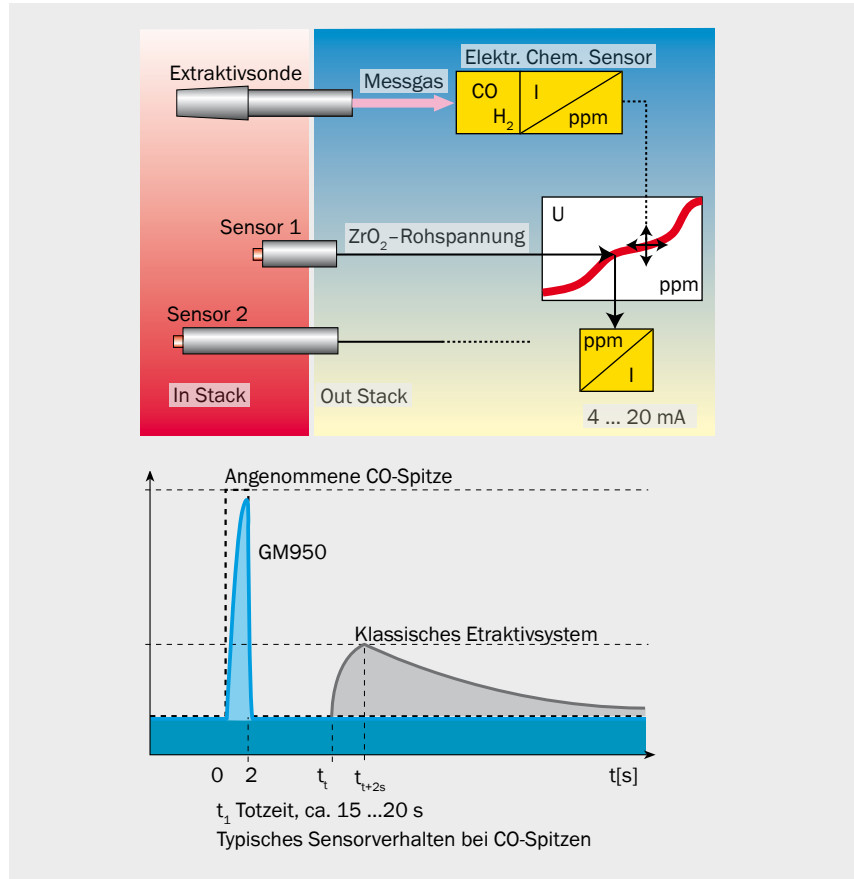 Elektr. Chem. Sensor
Extraktivsonde
Messgas
CO
H₂
I
ppm
Sensor 1
ZrO₂–Rohspannung
U
ppm
Sensor 2
ppm
I
In Stack
Out Stack
4 ... 20 mA
Angenommene CO-Spitze
GM950
Klassisches Etraktivsystem
0 2 tₜ tₜ₊₂ₛ t[s]
t₁ Totzeit, ca. 15 ...20 s
Typisches Sensorverhalten bei CO-Spitzen